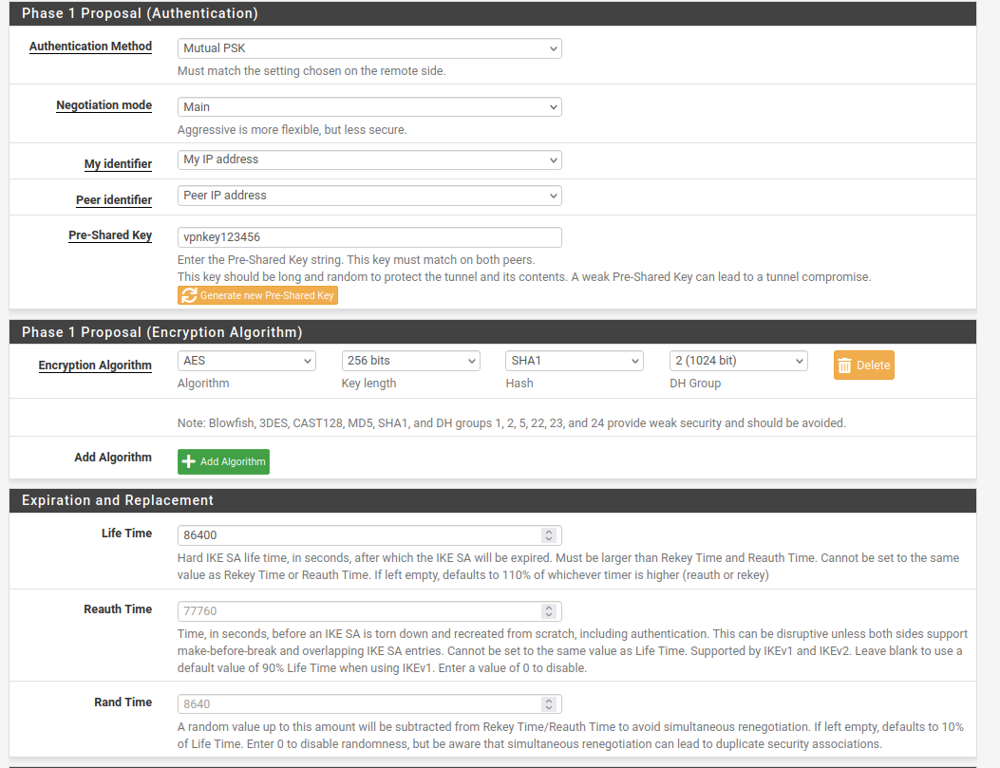 Phase 1 Proposal (Authentication)
Authentication Method
Mutual PSK
Must match the setting chosen on the remote side.
Negotiation mode
Main
Aggressive is more flexible, but less secure.
My identifier
My IP address
Peer identifier
Peer IP address
Pre-Shared Key
vpnkey123456
Enter the Pre-Shared Key string. This key must match on both peers.
This key should be long and random to protect the tunnel and its contents. A weak Pre-Shared Key can lead to a tunnel compromise.
Generate new Pre-Shared Key
Phase 1 Proposal (Encryption Algorithm)
Encryption Algorithm
AES 256 bits SHA1 2 (1024 bit) Delete
Algorithm Key length Hash DH Group
Note: Blowfish, 3DES, CAST128, MD5, SHA1, and DH groups 1, 2, 5, 22, 23, and 24 provide weak security and should be avoided.
Add Algorithm
Add Algorithm
Expiration and Replacement
Life Time
86400
Hard IKE SA life time, in seconds, after which the IKE SA will be expired. Must be larger than Rekey Time and Reauth Time. Cannot be set to the same
value as Rekey Time or Reauth Time. If left empty, defaults to 110% of whichever timer is higher (reauth or rekey)
Reauth Time
77760
Time, in seconds, before an IKE SA is torn down and recreated from scratch, including authentication. This can be disruptive unless both sides support
make-before-break and overlapping IKE SA entries. Cannot be set to the same value as Life Time. Supported by IKEv1 and IKEv2. Leave blank to use a
default value of 90% Life Time when using IKEv1. Enter a value of 0 to disable.
Rand Time
8640
A random value up to this amount will be subtracted from Rekey Time/Reauth Time to avoid simultaneous renegotiation. If left empty, defaults to 10%
of Life Time. Enter 0 to disable randomness, but be aware that simultaneous renegotiation can lead to duplicate security associations.